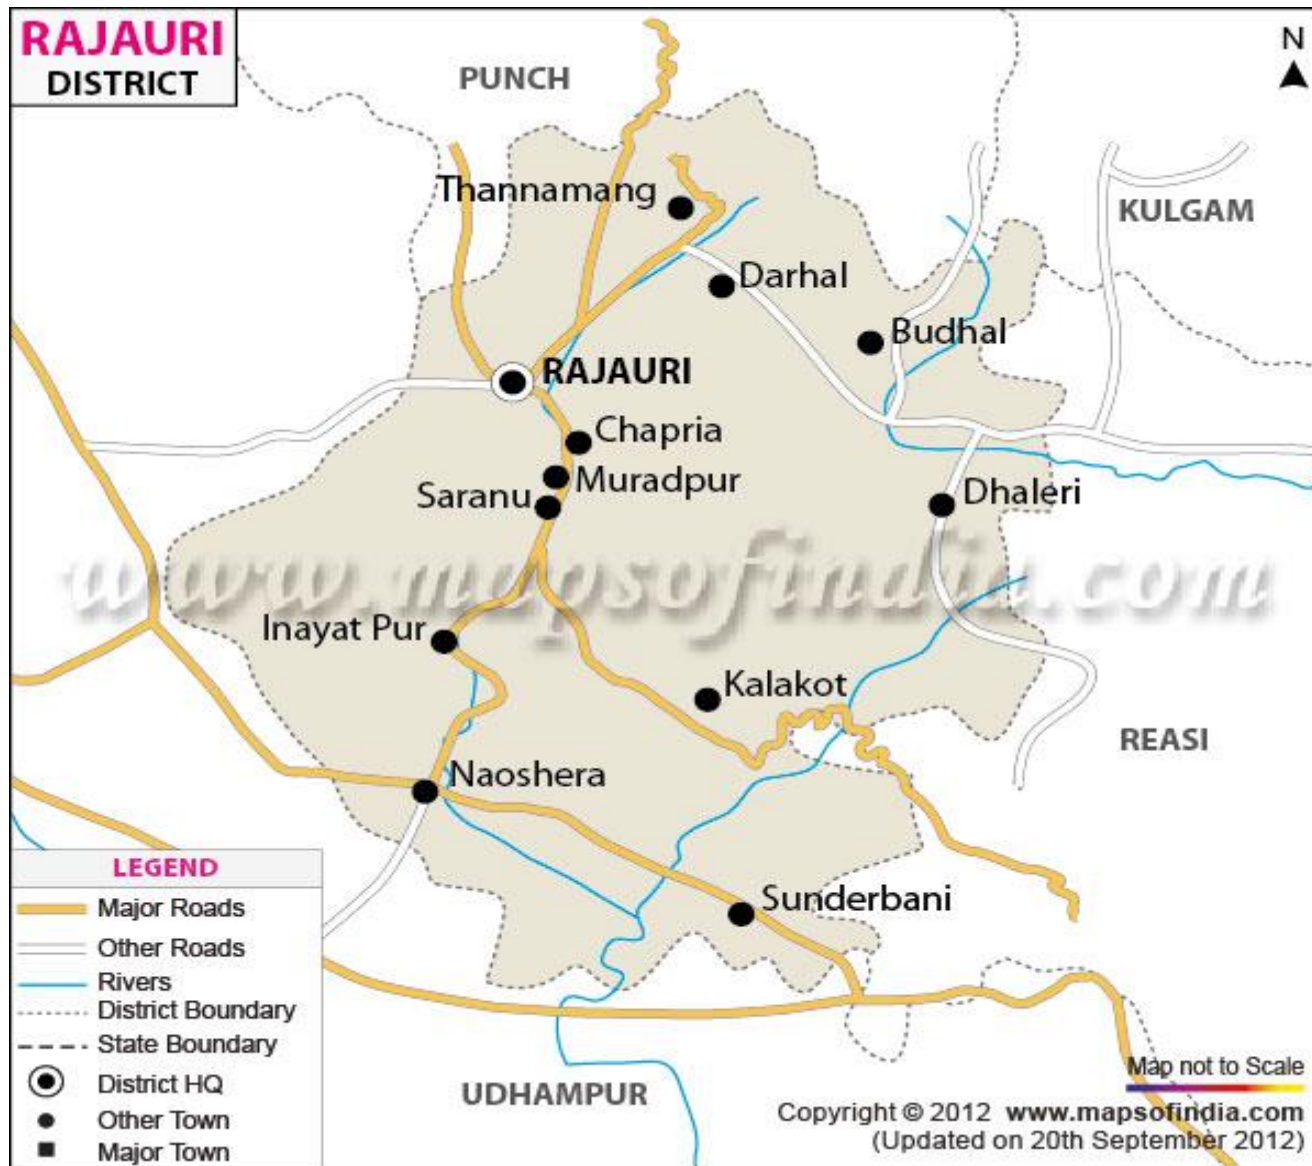 RAJAURI
DISTRICT
N
PUNCH
Thannamang
KULGAM
Darhal
Budhal
RAJAURI
Chapria
Muradpur
Saranu
Dhaleri
www.mapsofindia.com
Inayat Pur
Kalakot
REASI
Naoshera
Sunderbani
LEGEND
Major Roads
Other Roads
Rivers
District Boundary
State Boundary
District HQ
Other Town
Major Town
UDHAMPUR
Map not to Scale
Copyright © 2012 www.mapsofindia.com
(Updated on 20th September 2012)